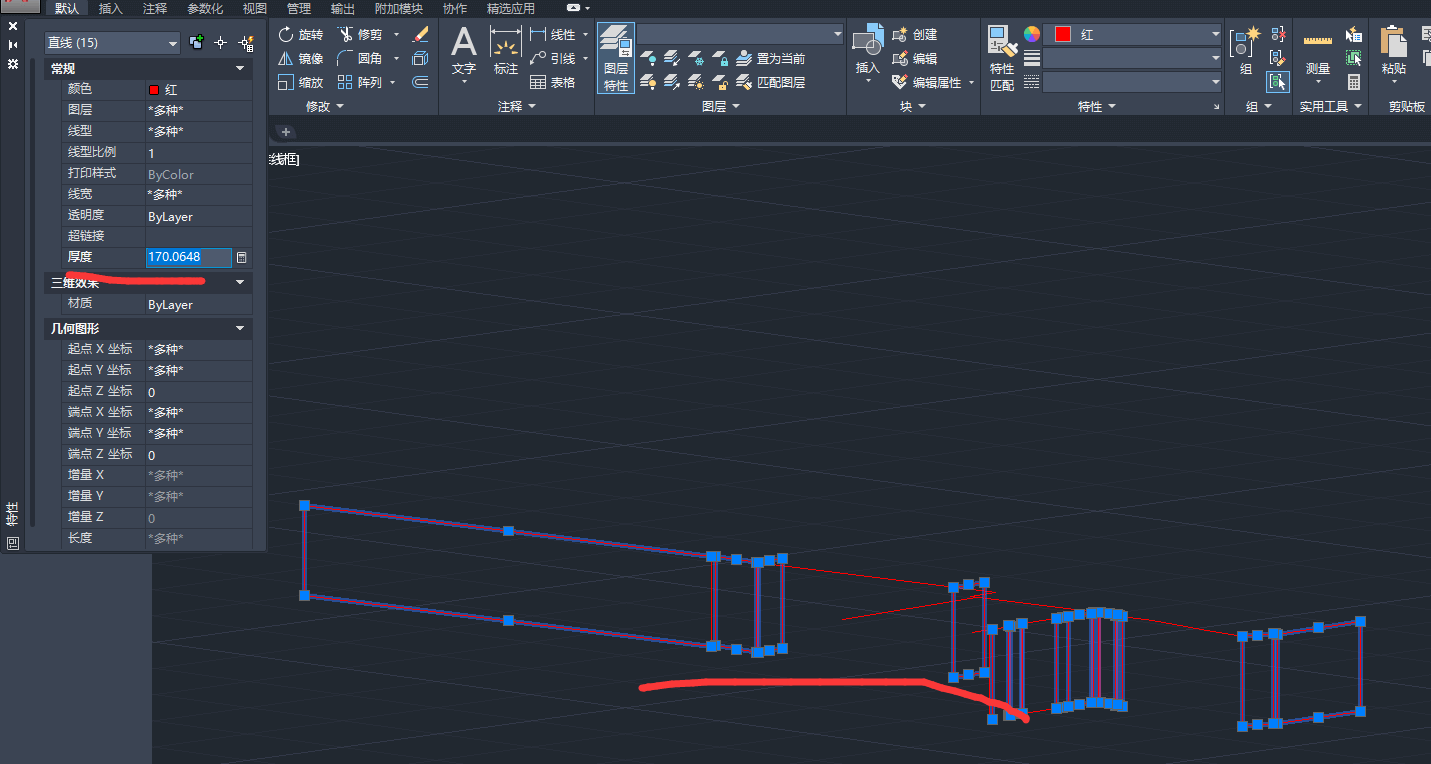 默认 插入 注释 参数化 视图 管理 输出 附加模块 协作 精选应用
直线 (15)
常规
颜色 红
图层 *多种*
线型 *多种*
线型比例 1
打印样式 ByColor
线宽 *多种*
透明度 ByLayer
超链接
厚度 170.0648
三维效果
材质 ByLayer
几何图形
起点 X 坐标 *多种*
起点 Y 坐标 *多种*
起点 Z 坐标 0
端点 X 坐标 *多种*
端点 Y 坐标 *多种*
端点 Z 坐标 0
增量 X *多种*
增量 Y *多种*
增量 Z 0
长度 *多种*
特性
旋转 修剪
镜像 圆角
缩放 阵列
修改
文字
标注
线性
引线
表格
注释
图层
特性
置为当前
匹配图层
图层
插入
创建
编辑
编辑属性
块
特性
匹配
红
特性
组
组
测量
实用工具
粘贴
剪贴板
线框]